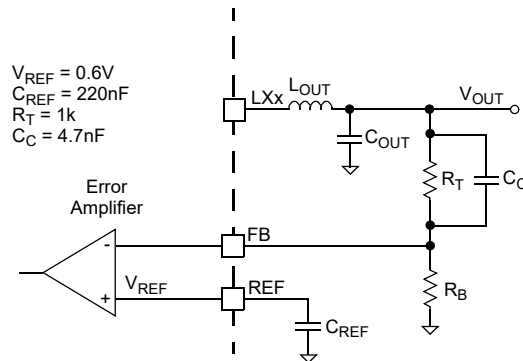 V_REF = 0.6V
C_REF = 220nF
R_T = 1k
C_C = 4.7nF
LXx
L_OUT
V_OUT
C_OUT
R_T
C_C
Error
Amplifier
FB
-
V_REF
REF
+
R_B
C_REF